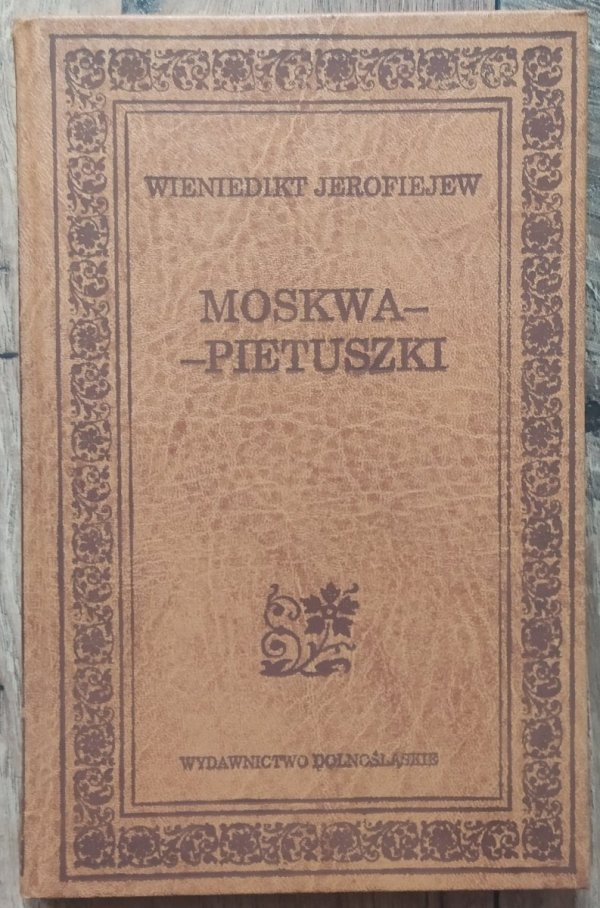 WIENIEDIKT JEROFIEJEW
MOSKWA-
-PIETUSZKI
WYDAWNICTWO DOLNOŚLĄSKIE